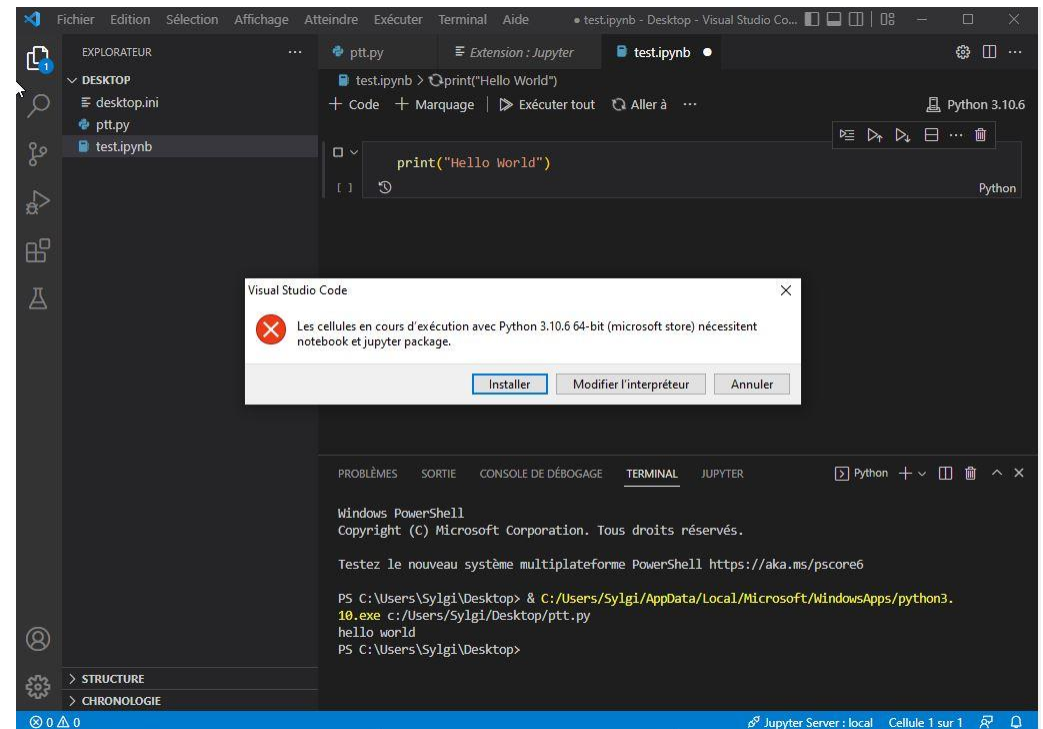 Fichier Edition Sélection Affichage Atteindre Exécuter Terminal Aide ● test.ipynb - Desktop - Visual Studio Co...
EXPLORATEUR ···
1
DESKTOP
desktop.ini
ptt.py
test.ipynb
ptt.py
Extension : Jupyter
test.ipynb ●
test.ipynb > print("Hello World")
+ Code + Marquage | Exécuter tout Aller à ···
Python 3.10.6
print("Hello World")
[ ]
Python
Visual Studio Code
Les cellules en cours d'exécution avec Python 3.10.6 64-bit (microsoft store) nécessitent
notebook et jupyter package.
Installer Modifier l'interpréteur Annuler
PROBLÈMES SORTIE CONSOLE DE DÉBOGAGE TERMINAL JUPYTER
Python
Windows PowerShell
Copyright (C) Microsoft Corporation. Tous droits réservés.
Testez le nouveau système multiplateforme PowerShell https://aka.ms/pscore6
PS C:\Users\Sylgi\Desktop> & C:/Users/Sylgi/AppData/Local/Microsoft/WindowsApps/python3.
10.exe c:/Users/Sylgi/Desktop/ptt.py
hello world
PS C:\Users\Sylgi\Desktop>
STRUCTURE
CHRONOLOGIE
0 0
Jupyter Server : local Cellule 1 sur 1